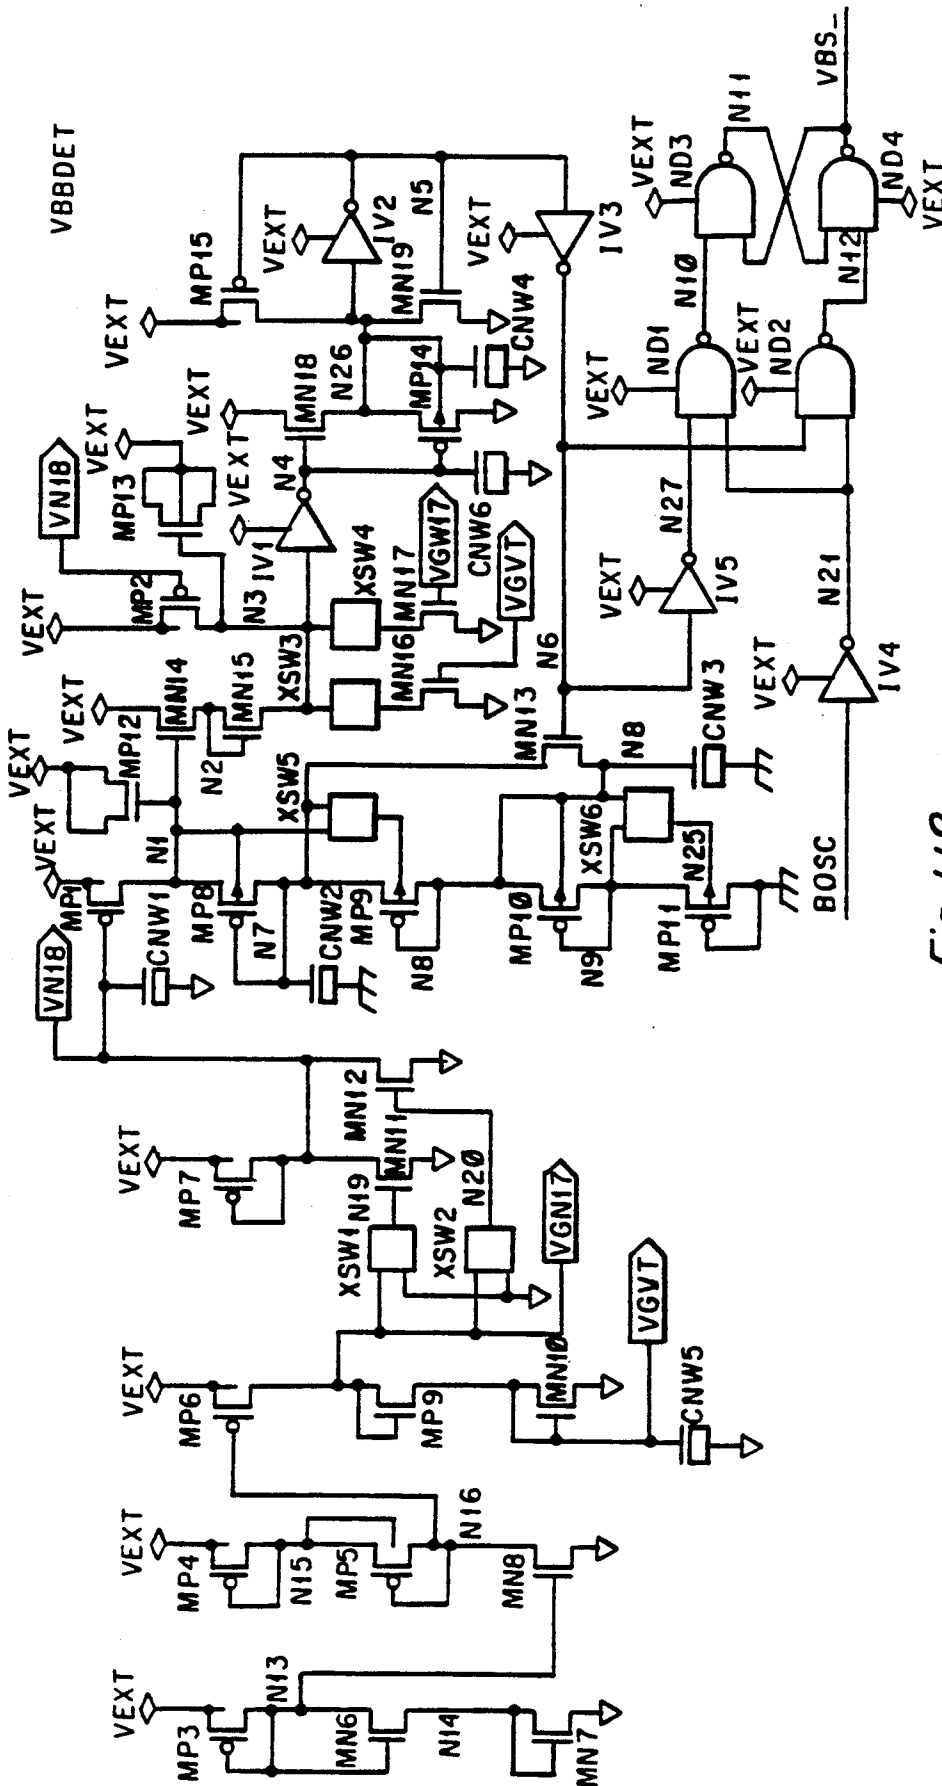 VBBDET
VEXT
MP3
N13
MN6
N14
MN7
VEXT
MP4
N15
MP5
N16
MN8
VEXT
MP6
MP9
MN10
VGVT
CNW5
VGN17
XSW1
XSW2
N19
N20
MN11
MN12
VEXT
MP7
VN18
VEXT
MP1
CNW1
N1
MP8
N7
CNW2
MP9
N8
MP10
N9
MP11
N25
XSW6
XSW5
VEXT
MP12
VEXT
MN14
N2
MN15
XSW3
MN16
VEXT
MP2
VN18
MP13
VEXT
N3
IV1
VEXT
XSW4
MN17
VGW17
VGVT
CNW6
N4
VEXT
MN18
N26
MP14
CNW4
VEXT
MP15
VEXT
IV2
MN19
N5
VEXT
IV3
N6
MN13
N8
CNW3
BOSC
VEXT
IV4
N21
VEXT
IV5
N27
VEXT
ND1
VEXT
ND2
N10
N12
VEXT
ND3
N11
ND4
VEXT
VBS_